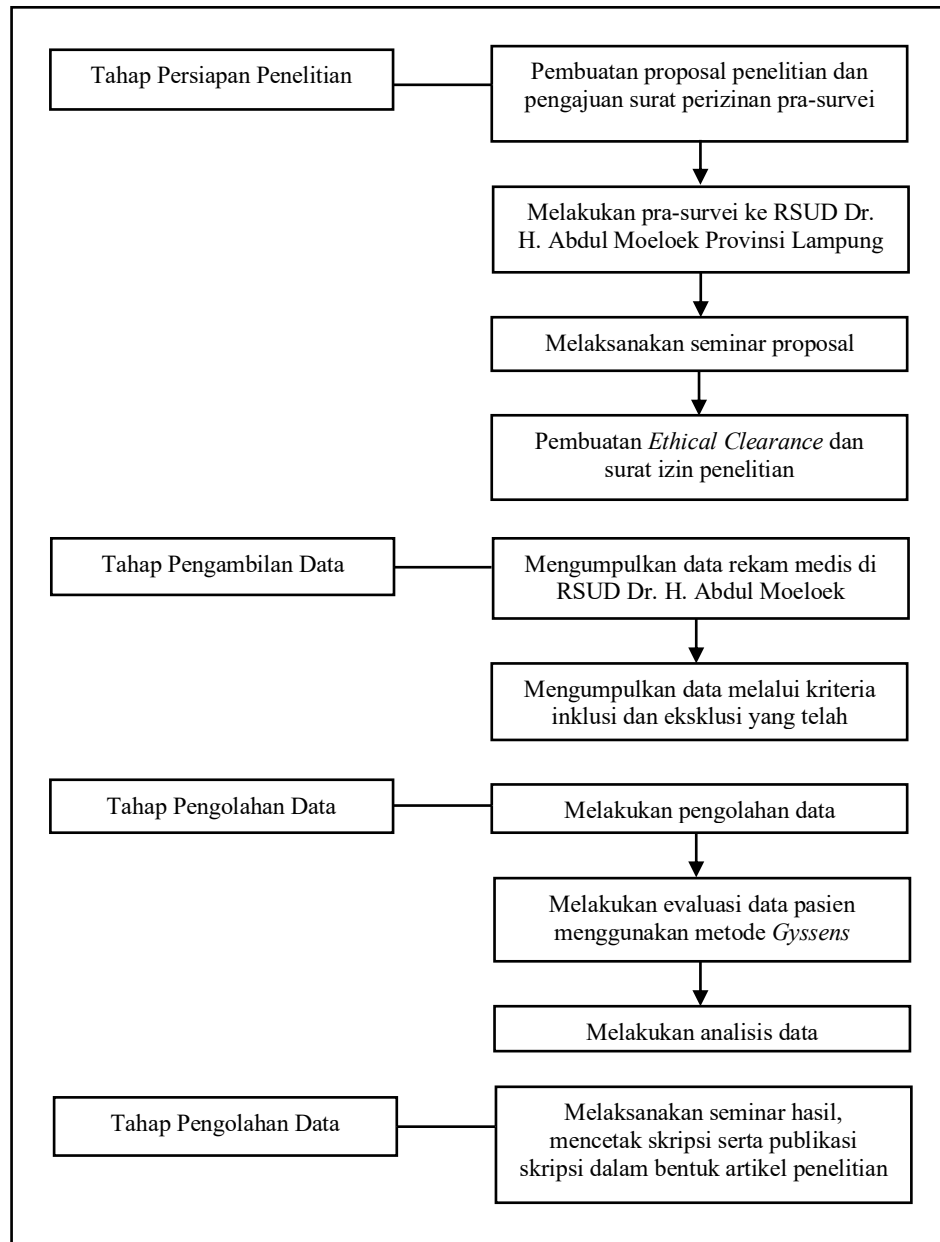 Tahap Persiapan Penelitian
Pembuatan proposal penelitian dan
pengajuan surat perizinan pra-survei
Melakukan pra-survei ke RSUD Dr.
H. Abdul Moeloek Provinsi Lampung
Melaksanakan seminar proposal
Pembuatan Ethical Clearance dan
surat izin penelitian
Tahap Pengambilan Data
Mengumpulkan data rekam medis di
RSUD Dr. H. Abdul Moeloek
Mengumpulkan data melalui kriteria
inklusi dan eksklusi yang telah
Tahap Pengolahan Data
Melakukan pengolahan data
Melakukan evaluasi data pasien
menggunakan metode Gyssens
Melakukan analisis data
Tahap Pengolahan Data
Melaksanakan seminar hasil,
mencetak skripsi serta publikasi
skripsi dalam bentuk artikel penelitian